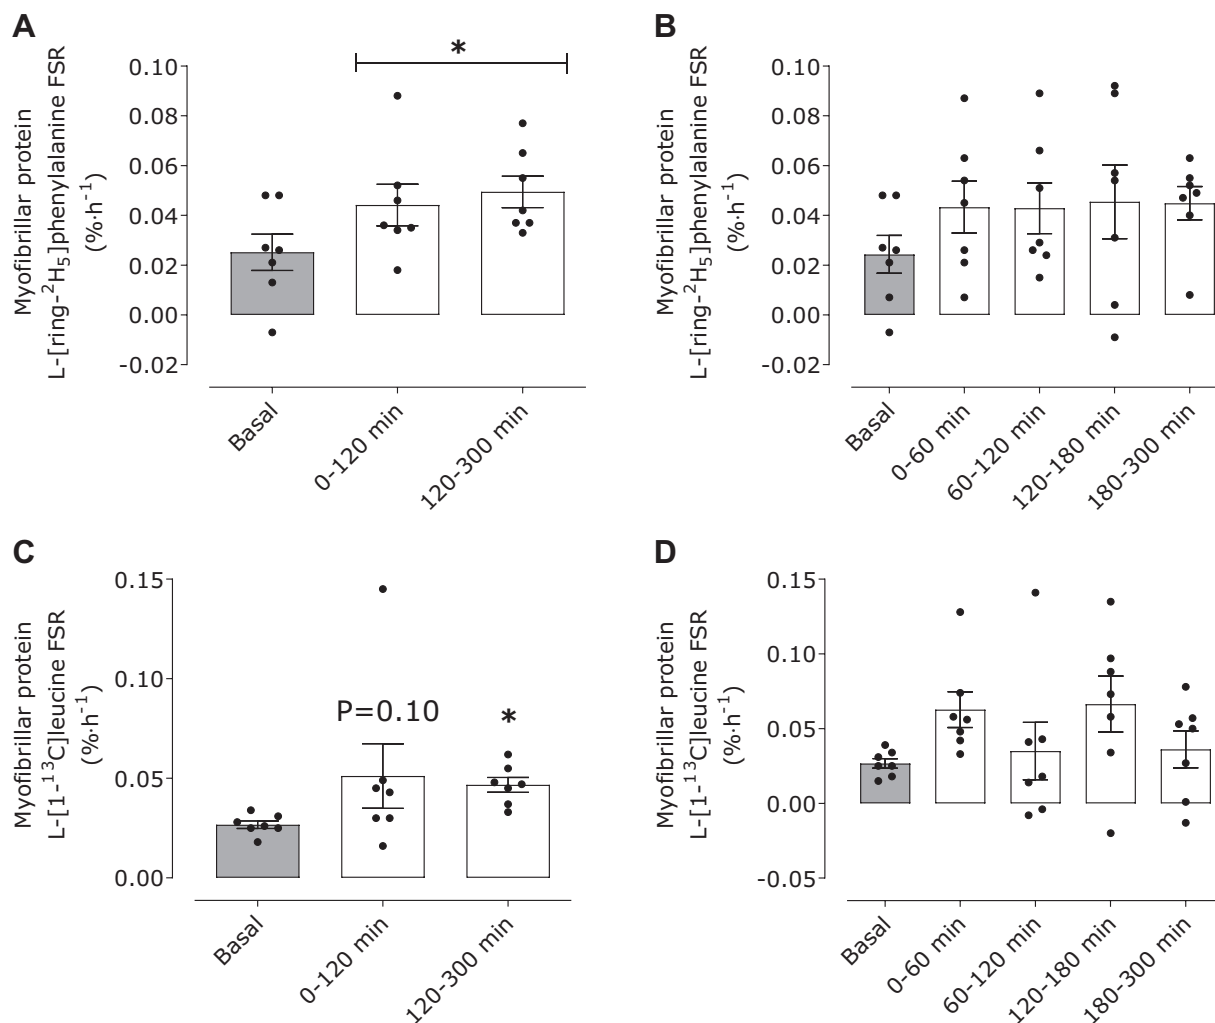 A
Myofibrillar protein
L-[ring-²H₅]phenylalanine FSR
(%·h⁻¹)
0.10
0.08
0.06
0.04
0.02
0.00
-0.02
*
Basal
0-120 min
120-300 min
B
Myofibrillar protein
L-[ring-²H₅]phenylalanine FSR
(%·h⁻¹)
0.10
0.08
0.06
0.04
0.02
0.00
-0.02
Basal
0-60 min
60-120 min
120-180 min
180-300 min
C
Myofibrillar protein
L-[1-¹³C]leucine FSR
(%·h⁻¹)
0.15
0.10
0.05
0.00
P=0.10
*
Basal
0-120 min
120-300 min
D
Myofibrillar protein
L-[1-¹³C]leucine FSR
(%·h⁻¹)
0.15
0.10
0.05
0.00
-0.05
Basal
0-60 min
60-120 min
120-180 min
180-300 min